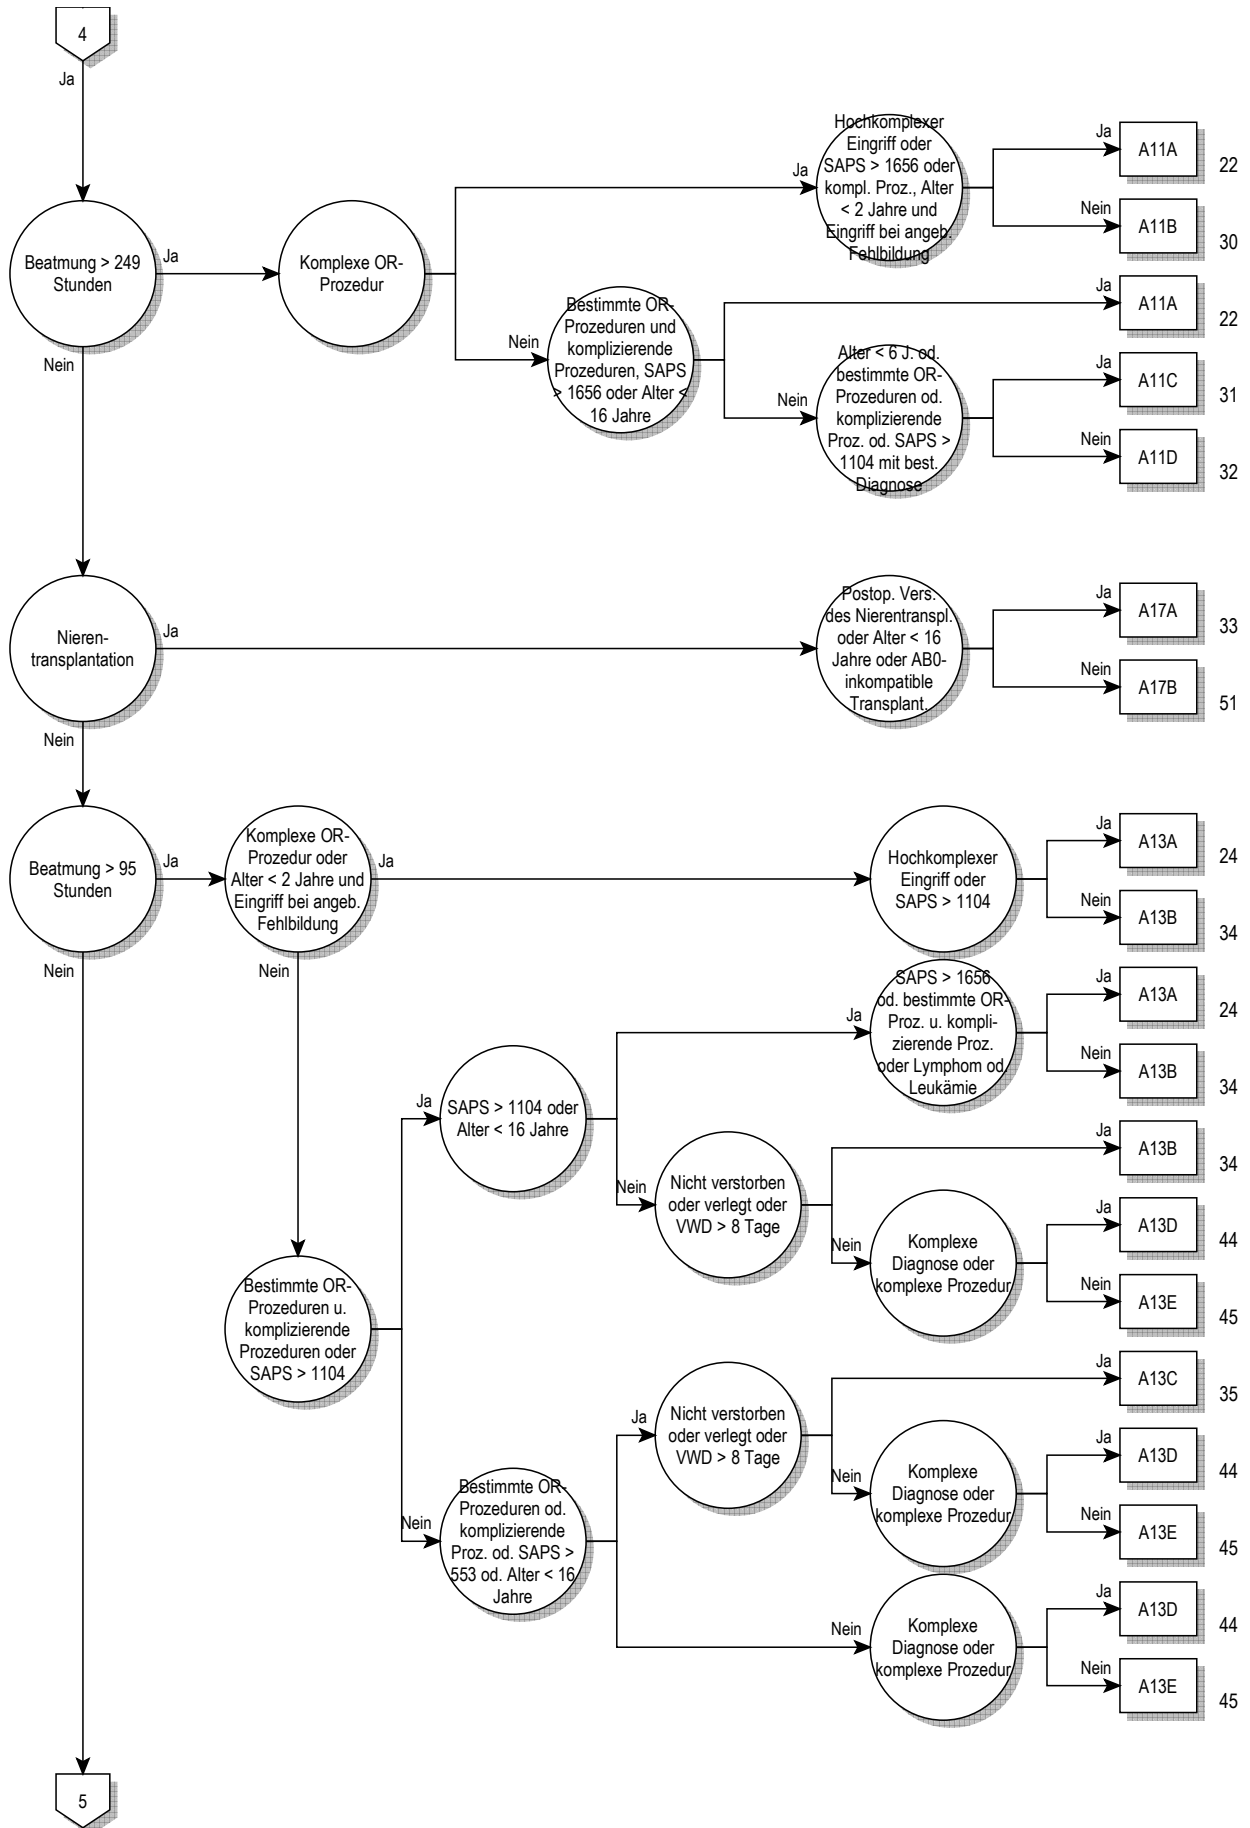 4
Ja
Beatmung > 249
Stunden
Ja
Nein
Komplexe OR-
Prozedur
Ja
Hochkomplexer
Eingriff oder
SAPS > 1656 oder
kompl. Proz., Alter
< 2 Jahre und
Eingriff bei angeb.
Fehlbildung
Ja
A11A
22
Nein
A11B
30
Nein
Bestimmte OR-
Prozeduren und
komplizierende
Prozeduren, SAPS
> 1656 oder Alter <
16 Jahre
Ja
A11A
22
Nein
Alter < 6 J. od.
bestimmte OR-
Prozeduren od.
komplizierende
Proz. od. SAPS >
1104 mit best.
Diagnose
Ja
A11C
31
Nein
A11D
32
Nieren-
transplantation
Ja
Nein
Postop. Vers.
des Nierentranspl.
oder Alter < 16
Jahre oder AB0-
inkompatible
Transplant.
Ja
A17A
33
Nein
A17B
51
Beatmung > 95
Stunden
Ja
Nein
Komplexe OR-
Prozedur oder
Alter < 2 Jahre und
Eingriff bei angeb.
Fehlbildung
Ja
Nein
Hochkomplexer
Eingriff oder
SAPS > 1104
Ja
A13A
24
Nein
A13B
34
Bestimmte OR-
Prozeduren u.
komplizierende
Prozeduren oder
SAPS > 1104
Ja
SAPS > 1104 oder
Alter < 16 Jahre
Ja
SAPS > 1656
od. bestimmte OR-
Proz. u. kompli-
zierende Proz.
oder Lymphom od.
Leukämie
Ja
A13A
24
Nein
A13B
34
Nein
Nicht verstorben
oder verlegt oder
VWD > 8 Tage
Ja
A13B
34
Nein
Komplexe
Diagnose oder
komplexe Prozedur
Ja
A13D
44
Nein
A13E
45
Nein
Bestimmte OR-
Prozeduren od.
komplizierende
Proz. od. SAPS >
553 od. Alter < 16
Jahre
Ja
Nicht verstorben
oder verlegt oder
VWD > 8 Tage
Ja
A13C
35
Nein
Komplexe
Diagnose oder
komplexe Prozedur
Ja
A13D
44
Nein
A13E
45
Nein
Komplexe
Diagnose oder
komplexe Prozedur
Ja
A13D
44
Nein
A13E
45
5